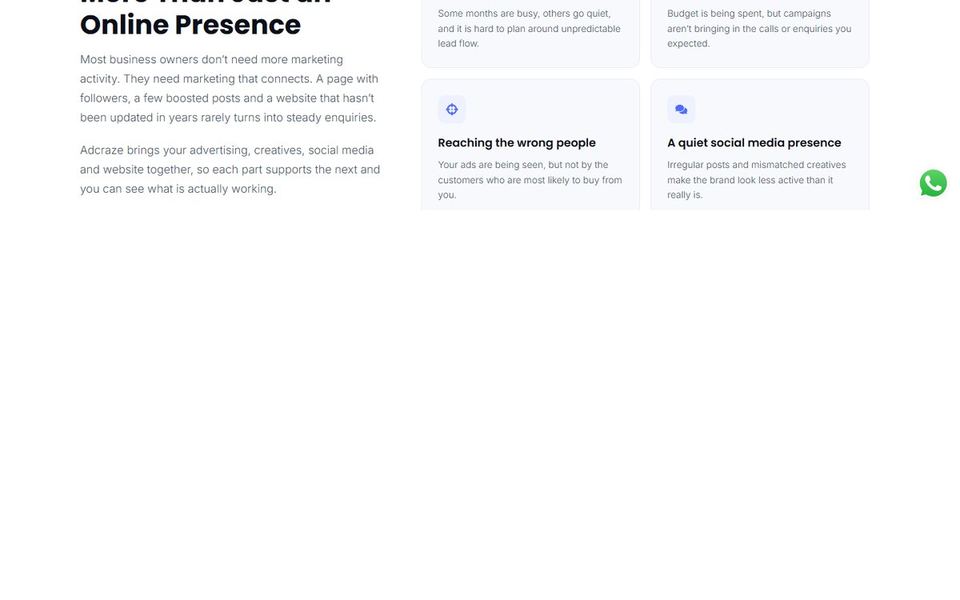 More Than Just an
Online Presence
Most business owners don't need more marketing
activity. They need marketing that connects. A page with
followers, a few boosted posts and a website that hasn't
been updated in years rarely turns into steady enquiries.
Adcraze brings your advertising, creatives, social media
and website together, so each part supports the next and
you can see what is actually working.
Some months are busy, others go quiet,
and it is hard to plan around unpredictable
lead flow.
Budget is being spent, but campaigns
aren't bringing in the calls or enquiries you
expected.
Reaching the wrong people
Your ads are being seen, but not by the
customers who are most likely to buy from
you.
A quiet social media presence
Irregular posts and mismatched creatives
make the brand look less active than it
really is.